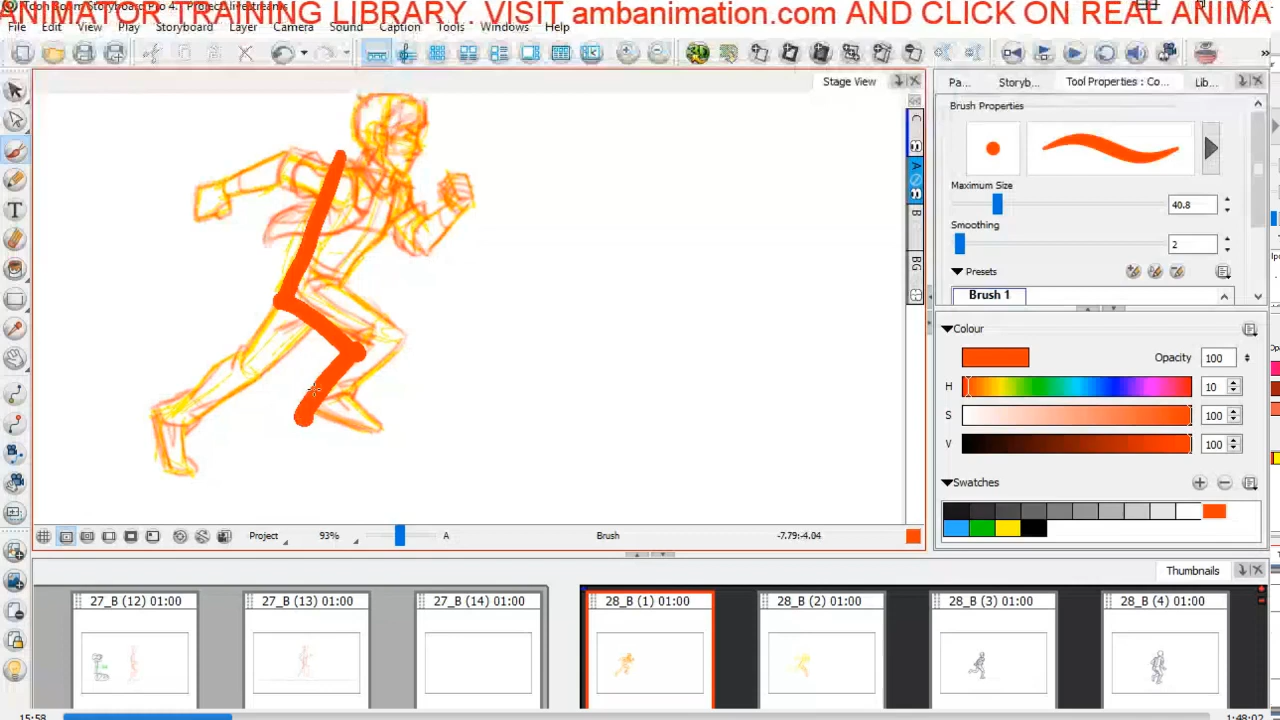 AN FOR LEARNING LIBRARY. VISIT ambanimation.com AND CLICK ON REAL ANIMA
File Edit View Play Storyboard Layer Camera Sound Caption Tools Windows Help
Stage View
Pa... Storyb... Tool Properties : Co... Lib...
Brush Properties
Maximum Size
40.8
Smoothing
2
Presets
Brush 1
C
A
B
BG
Colour
Opacity 100
H 10
S 100
V 100
Swatches
Project 93% A Brush -7.79:-4.04
Thumbnails
27_B (12) 01:00 27_B (13) 01:00 27_B (14) 01:00 28_B (1) 01:00 28_B (2) 01:00 28_B (3) 01:00 28_B (4) 01:00
15:58 1:48:02